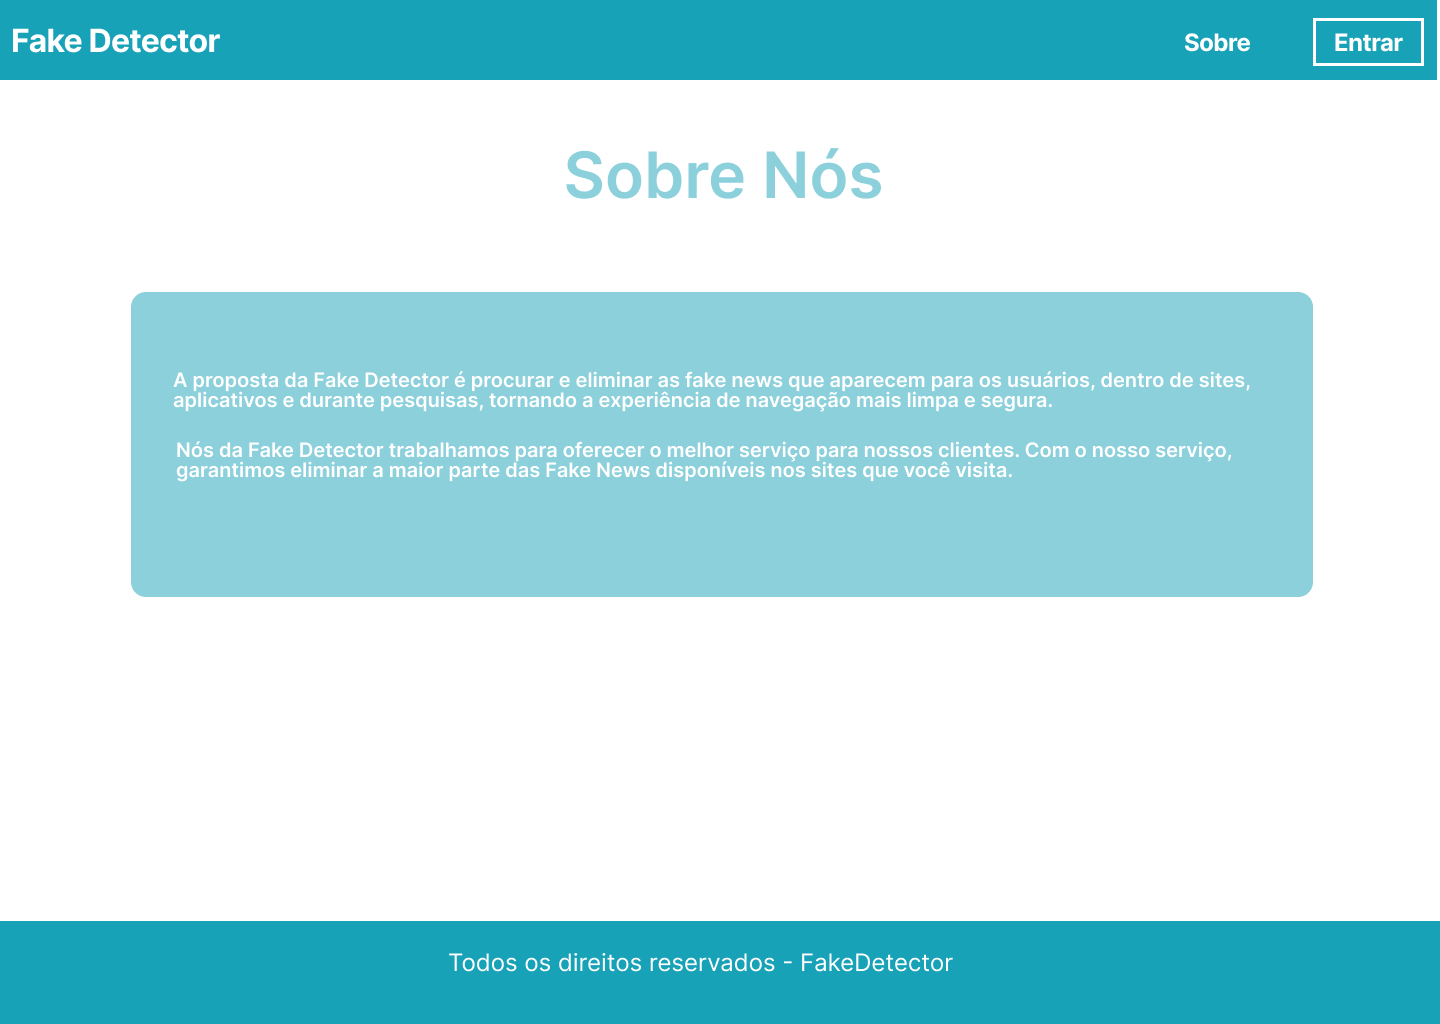 Fake Detector
Sobre
Entrar
Sobre Nós
A proposta da Fake Detector é procurar e eliminar as fake news que aparecem para os usuários, dentro de sites,
aplicativos e durante pesquisas, tornando a experiência de navegação mais limpa e segura.
Nós da Fake Detector trabalhamos para oferecer o melhor serviço para nossos clientes. Com o nosso serviço,
garantimos eliminar a maior parte das Fake News disponíveis nos sites que você visita.
Todos os direitos reservados - FakeDetector